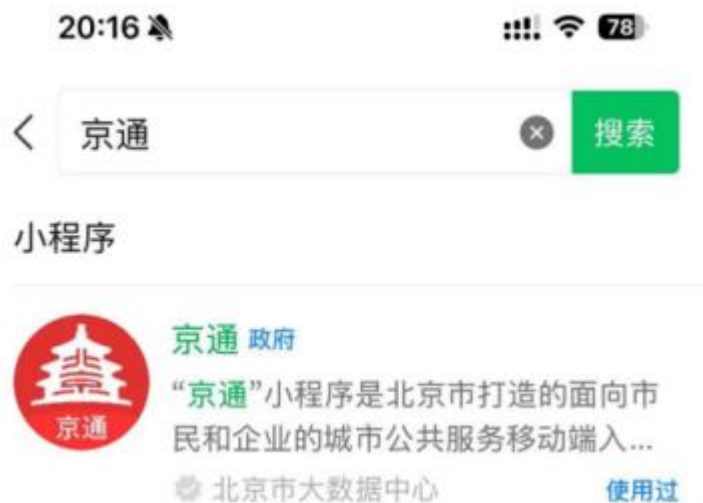 20:16
78
京通
搜索
小程序
京通 政府
“京通”小程序是北京市打造的面向市
民和企业的城市公共服务移动端入...
京通
北京市大数据中心
使用过